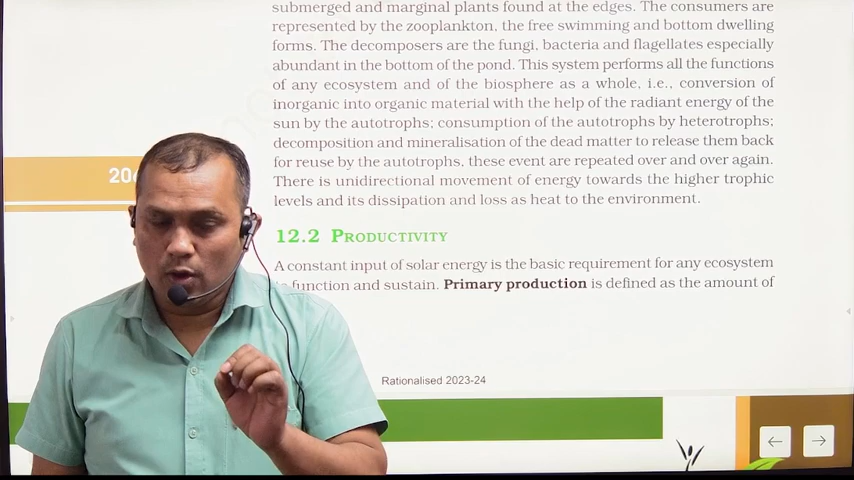 submerged and marginal plants found at the edges. The consumers are
represented by the zooplankton, the free swimming and bottom dwelling
forms. The decomposers are the fungi, bacteria and flagellates especially
abundant in the bottom of the pond. This system performs all the functions
of any ecosystem and of the biosphere as a whole, i.e., conversion of
inorganic into organic material with the help of the radiant energy of the
sun by the autotrophs; consumption of the autotrophs by heterotrophs;
decomposition and mineralisation of the dead matter to release them back
for reuse by the autotrophs, these event are repeated over and over again.
There is unidirectional movement of energy towards the higher trophic
levels and its dissipation and loss as heat to the environment.
12.2 PRODUCTIVITY
A constant input of solar energy is the basic requirement for any ecosystem
function and sustain. Primary production is defined as the amount of
Rationalised 2023-24